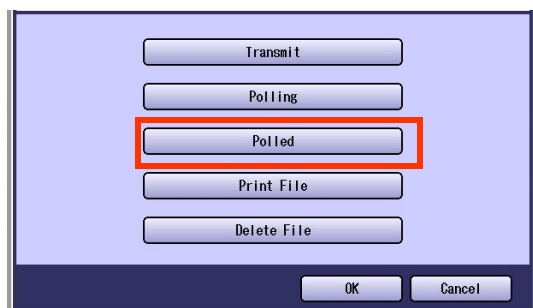 Transmit
Polling
Polled
Print File
Delete File
OK Cancel